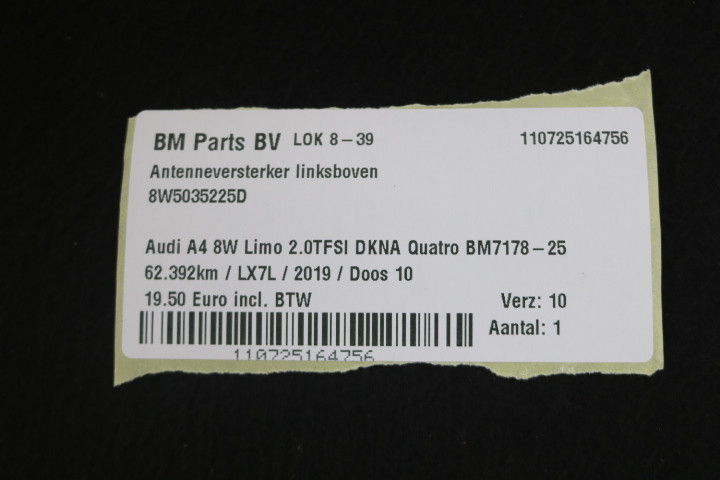 BM Parts BV LOK 8-39 110725164756
Antenneversterker linksboven
8W5035225D
Audi A4 8W Limo 2.0TFSI DKNA Quatro BM7178-25
62.392km / LX7L / 2019 / Doos 10
19.50 Euro incl. BTW Verz: 10
Aantal: 1
110725164756